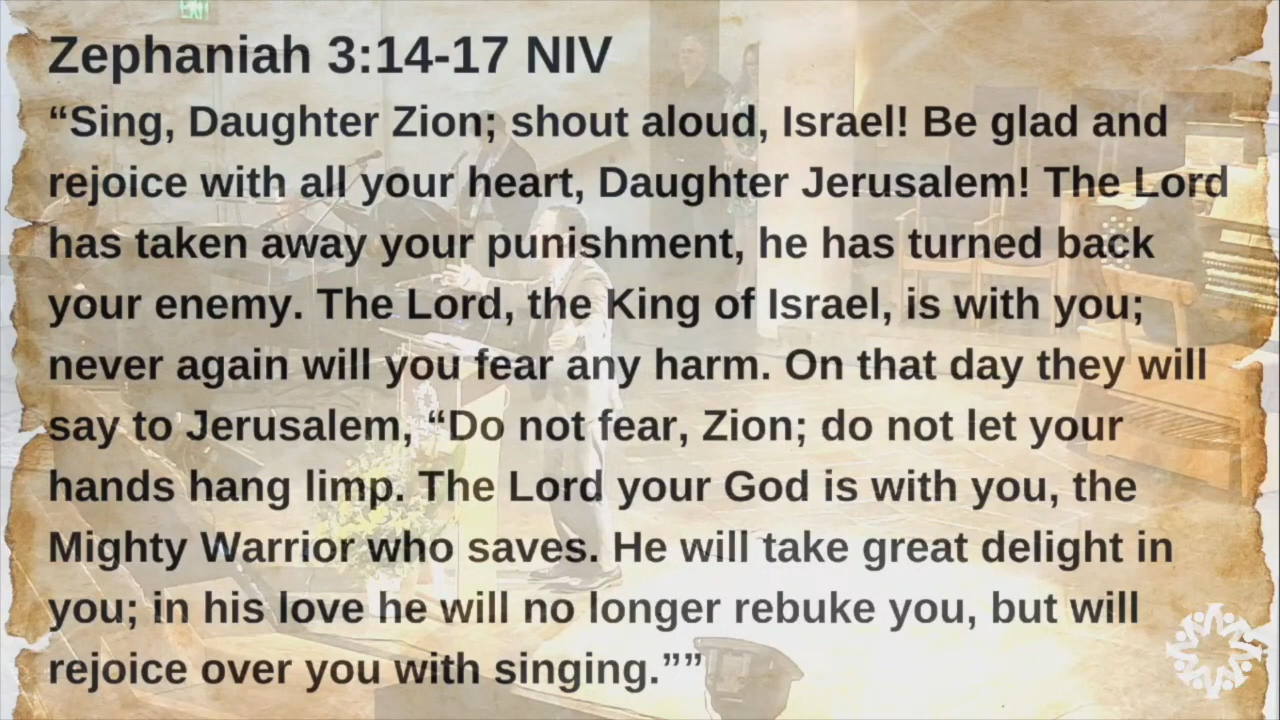 EXIT
Zephaniah 3:14-17 NIV
“Sing, Daughter Zion; shout aloud, Israel! Be glad and
rejoice with all your heart, Daughter Jerusalem! The Lord
has taken away your punishment, he has turned back
your enemy. The Lord, the King of Israel, is with you;
never again will you fear any harm. On that day they will
say to Jerusalem, “Do not fear, Zion; do not let your
hands hang limp. The Lord your God is with you, the
Mighty Warrior who saves. He will take great delight in
you; in his love he will no longer rebuke you, but will
rejoice over you with singing.””